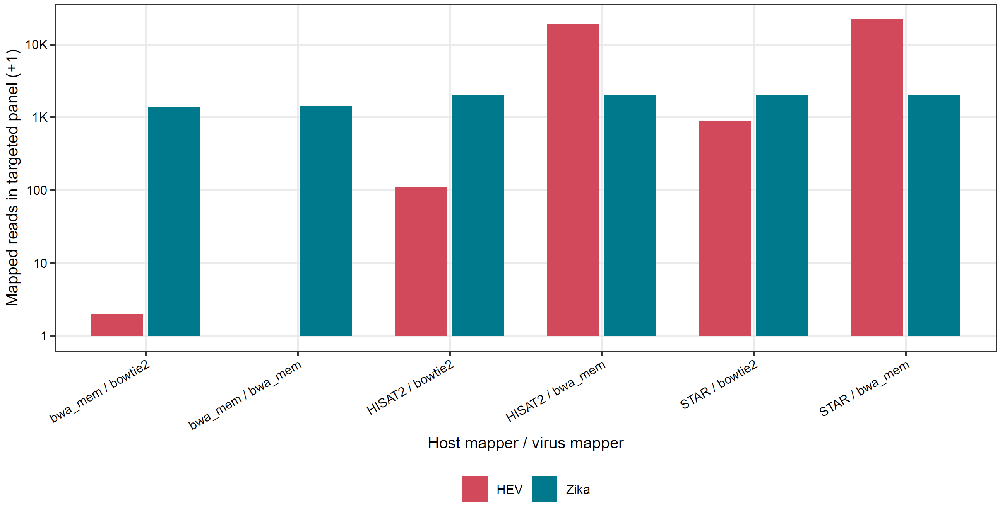 Mapped reads in targeted panel (+1)
10K
1K
100
10
1
bwa_mem / bowtie2
bwa_mem / bwa_mem
HISAT2 / bowtie2
HISAT2 / bwa_mem
STAR / bowtie2
STAR / bwa_mem
Host mapper / virus mapper
HEV
Zika